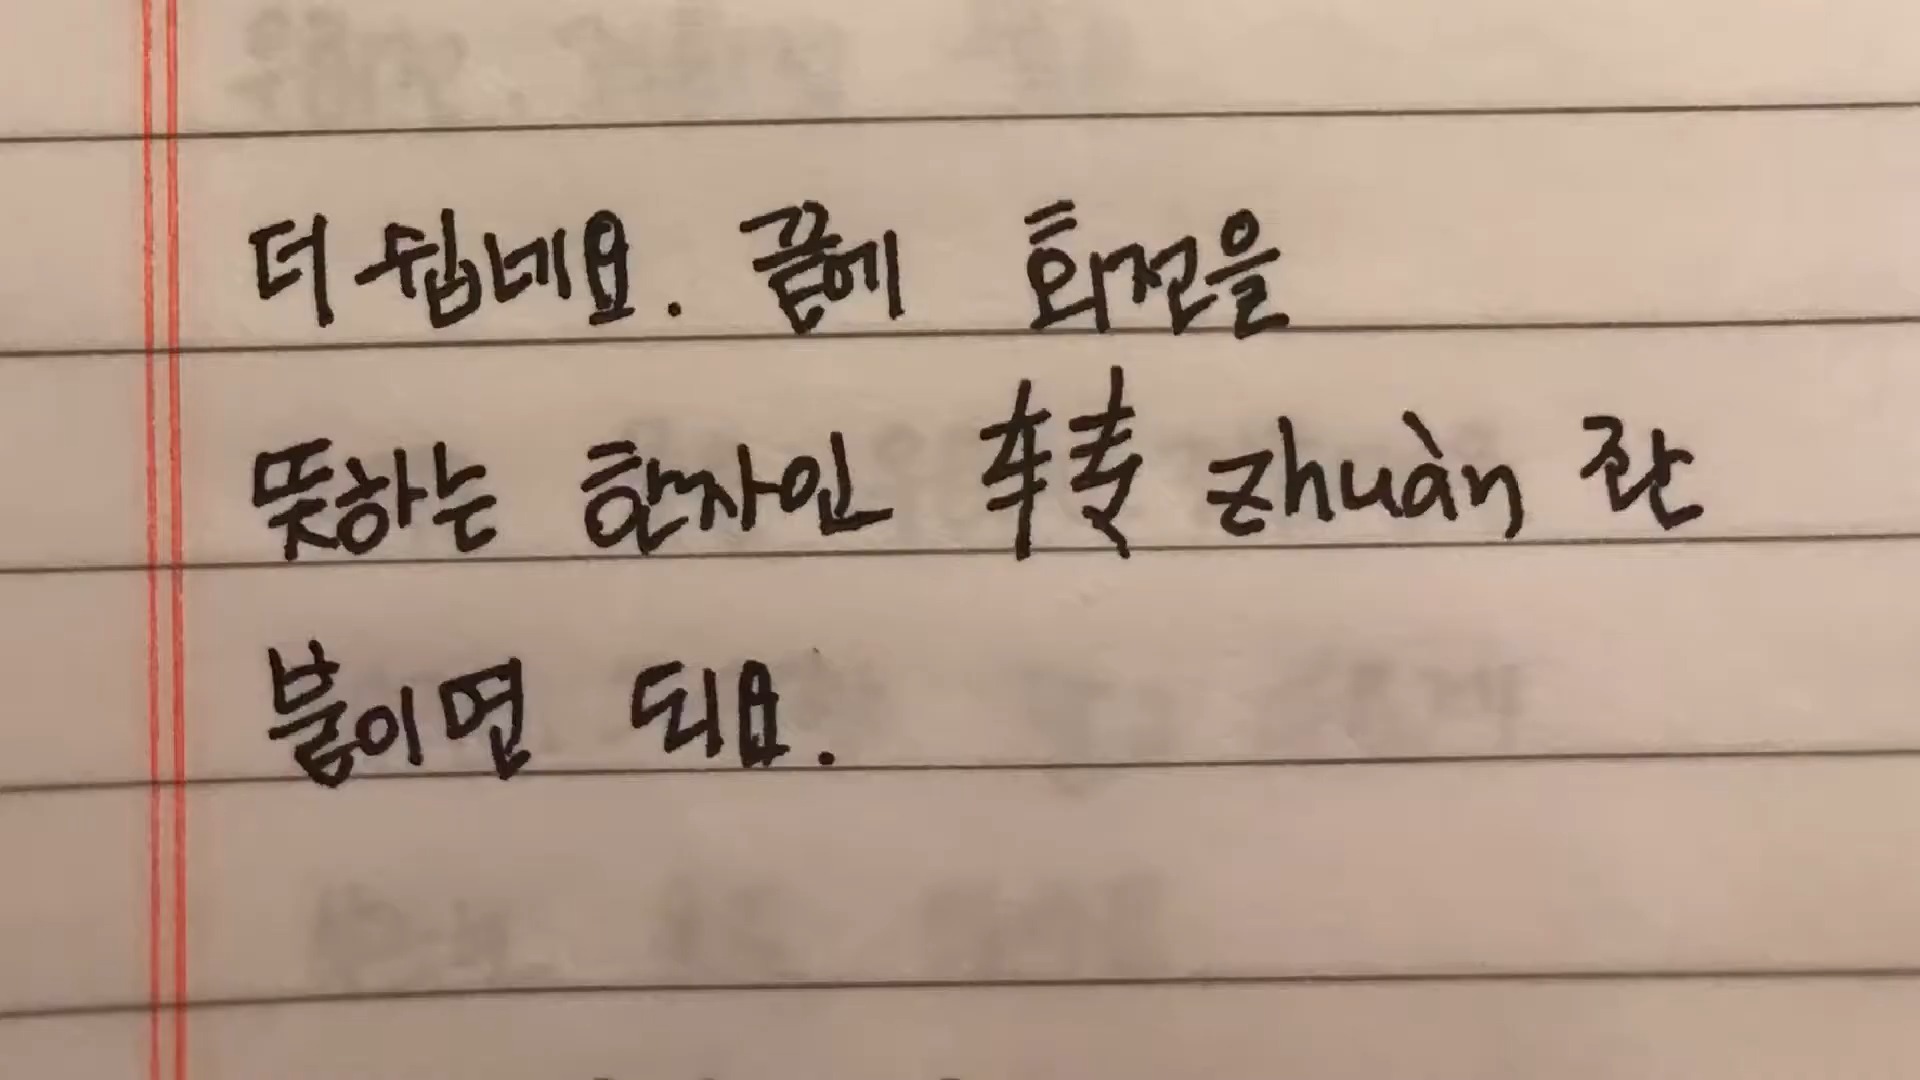 더 쉽네요. 끝에 회전을
뜻하는 한자인 转 zhuàn 좐
붙이면 되요.